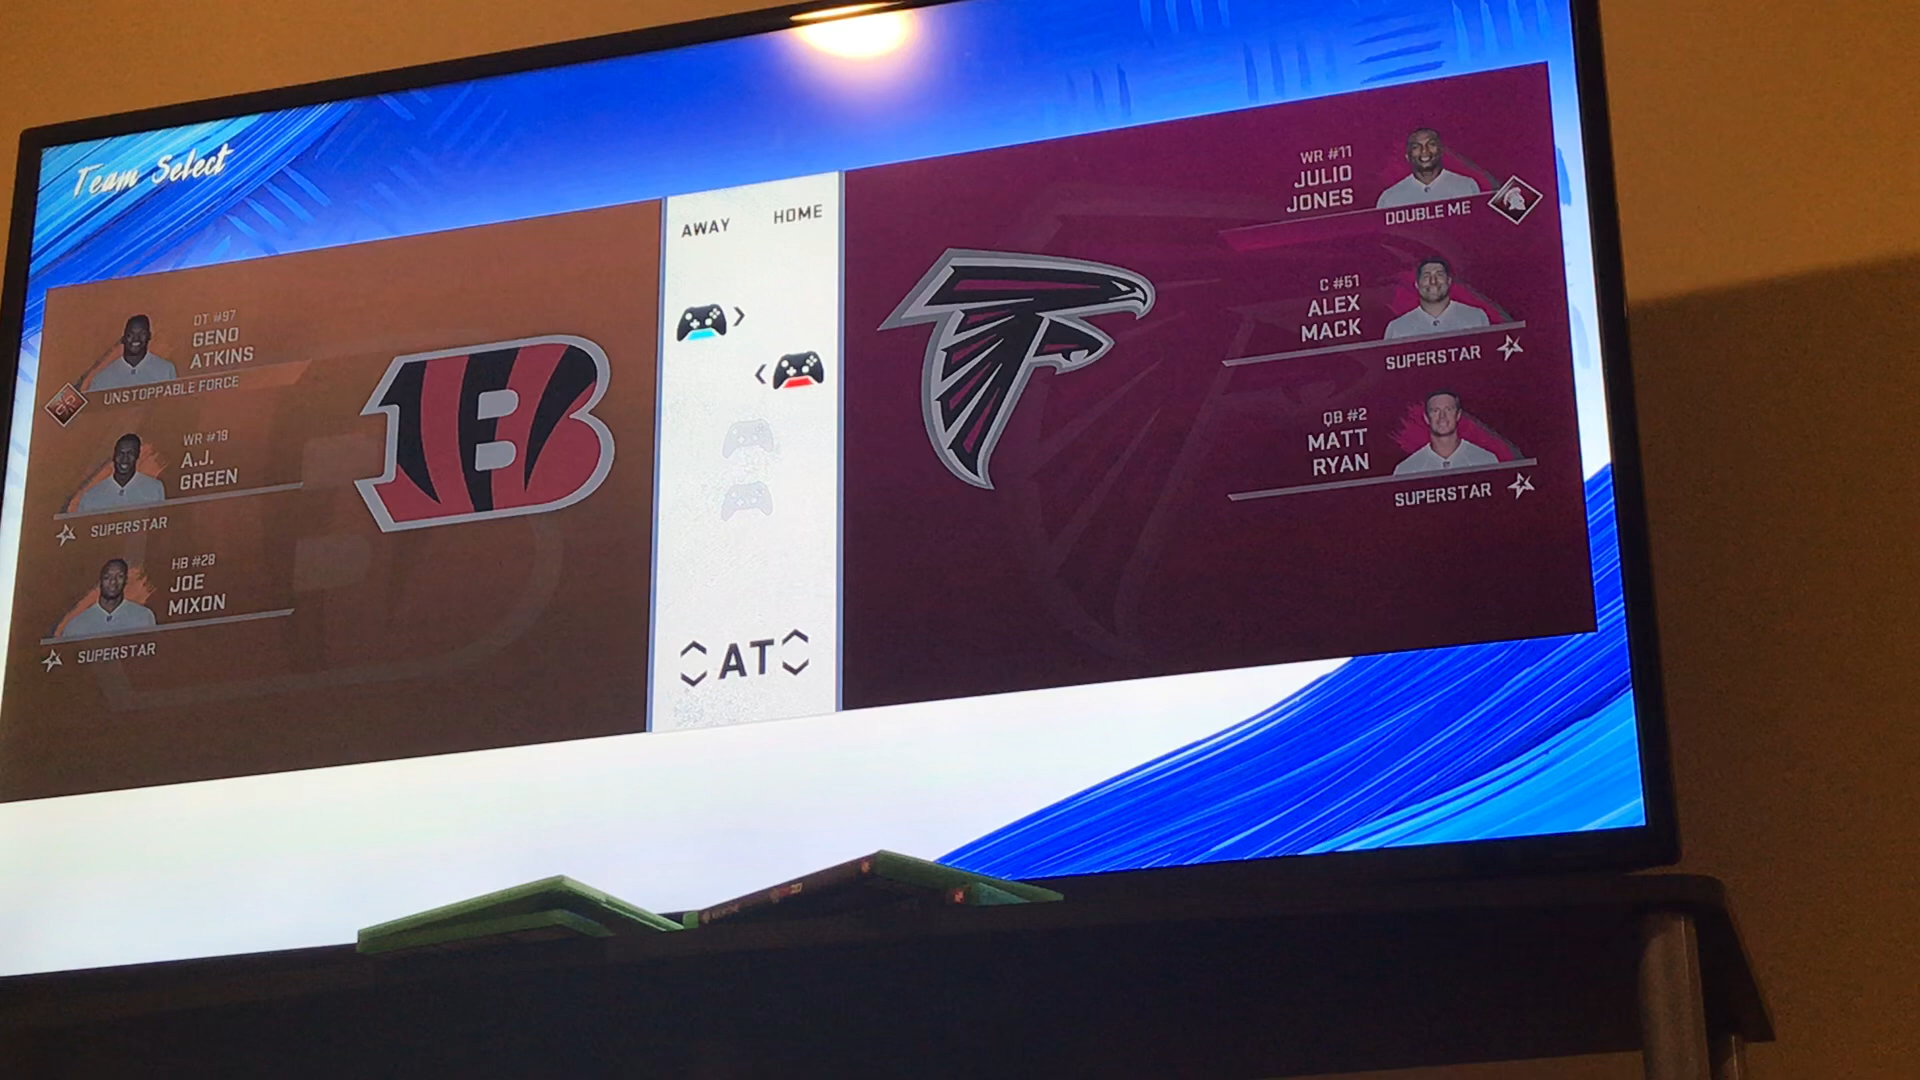 Team Select
AWAY HOME
DT #97
GENO
ATKINS
UNSTOPPABLE FORCE
WR #18
A.J.
GREEN
SUPERSTAR
HB #28
JOE
MIXON
SUPERSTAR
AT
WR #11
JULIO
JONES
DOUBLE ME
C #51
ALEX
MACK
SUPERSTAR
QB #2
MATT
RYAN
SUPERSTAR
20